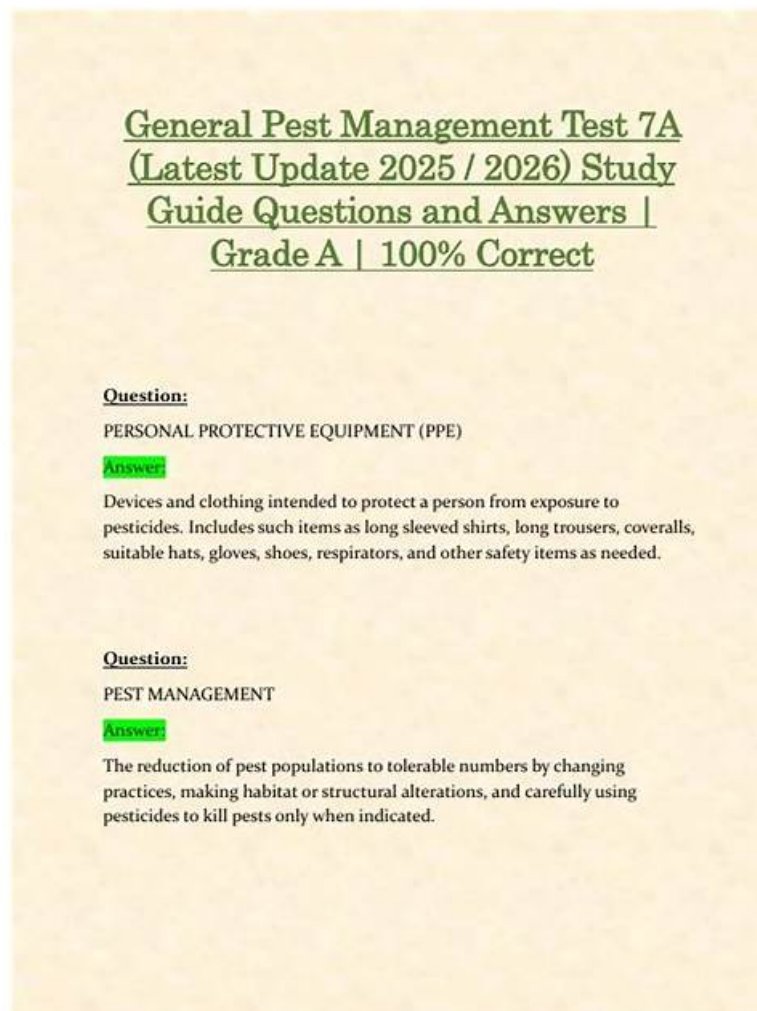 General Pest Management Test 7A
(Latest Update 2025 / 2026) Study
Guide Questions and Answers |
Grade A | 100% Correct
Question:
PERSONAL PROTECTIVE EQUIPMENT (PPE)
Answer:
Devices and clothing intended to protect a person from exposure to
pesticides. Includes such items as long sleeved shirts, long trousers, coveralls,
suitable hats, gloves, shoes, respirators, and other safety items as needed.
Question:
PEST MANAGEMENT
Answer:
The reduction of pest populations to tolerable numbers by changing
practices, making habitat or structural alterations, and carefully using
pesticides to kill pests only when indicated.